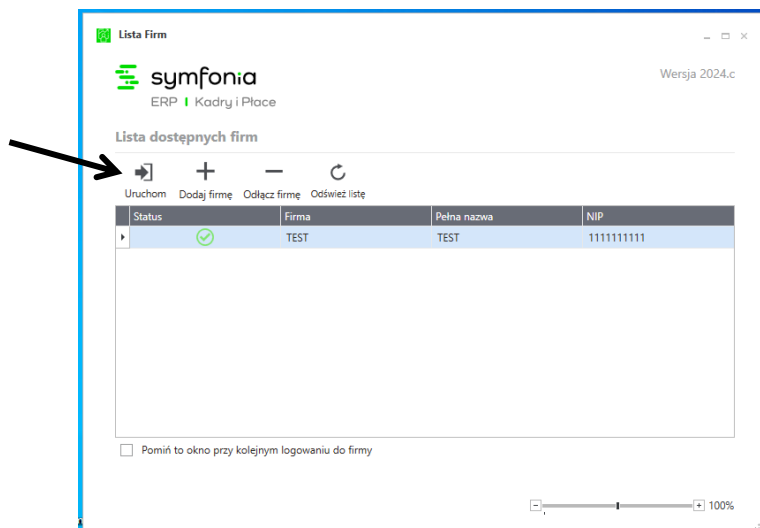 Lista Firm
symfonia
Wersja 2024.c
ERP | Kadry i Płace
Lista dostępnych firm
Uruchom Dodaj firmę Odłącz firmę Odśwież listę
Status Firma Pełna nazwa NIP
TEST TEST 1111111111
Pomiń to okno przy kolejnym logowaniu do firmy
100%